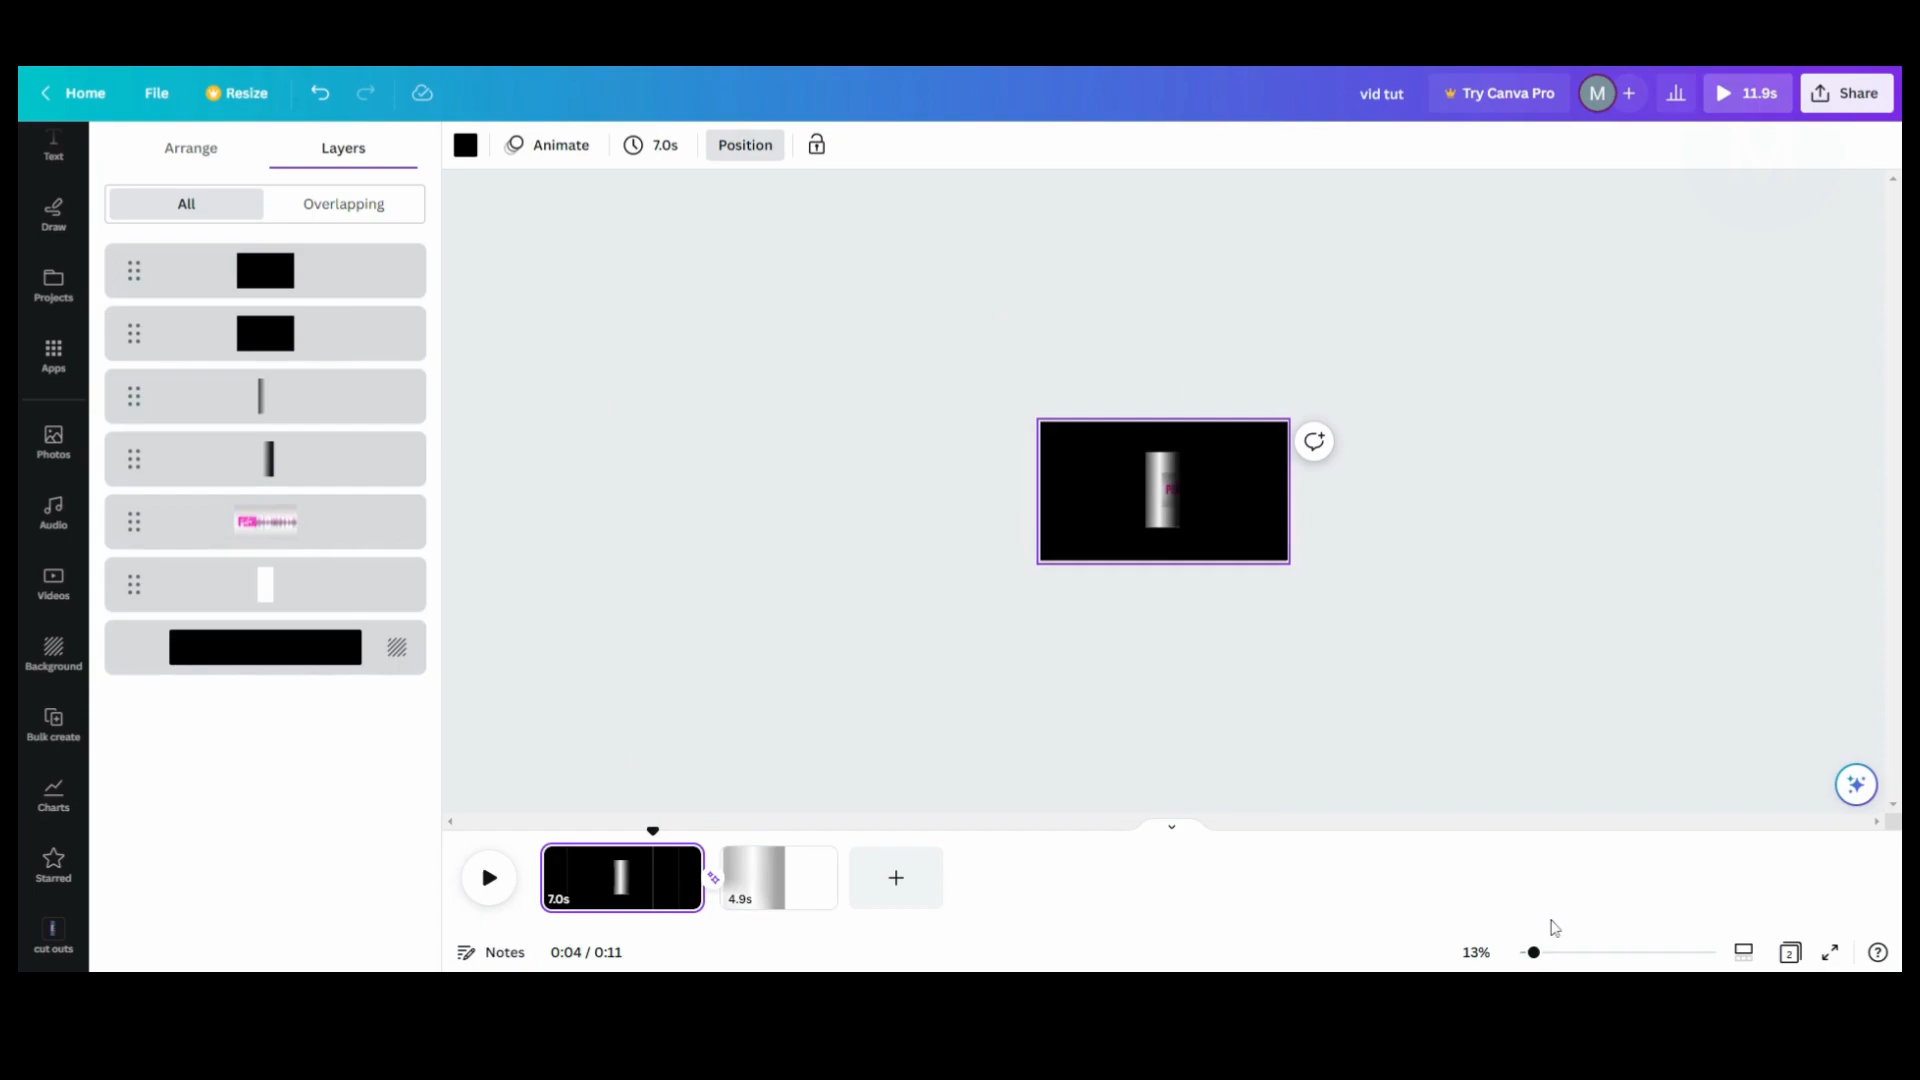 Home
File
Resize
vid tut
Try Canva Pro
M
+
11.9s
Share
Text
Draw
Projects
Apps
Photos
Audio
Videos
Background
Bulk create
Charts
Starred
cut outs
Arrange
Layers
All
Overlapping
Animate
7.0s
Position
7.0s
4.9s
+
Notes
0:04 / 0:11
13%
2
?